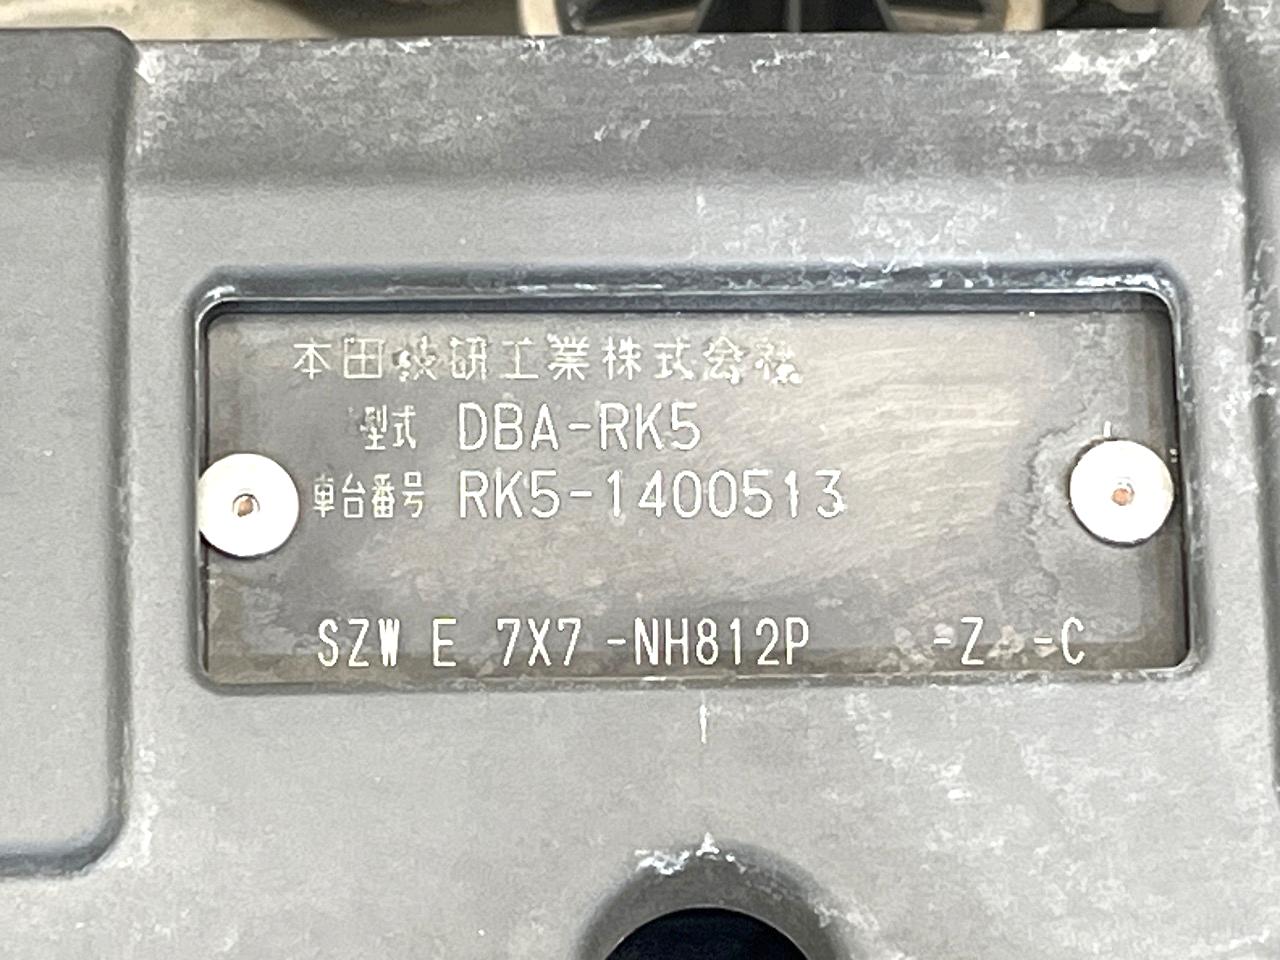 本田技研工業株式会社
型式 DBA-RK5
車台番号 RK5-1400513
SZW E 7X7 -NH812P -Z -C